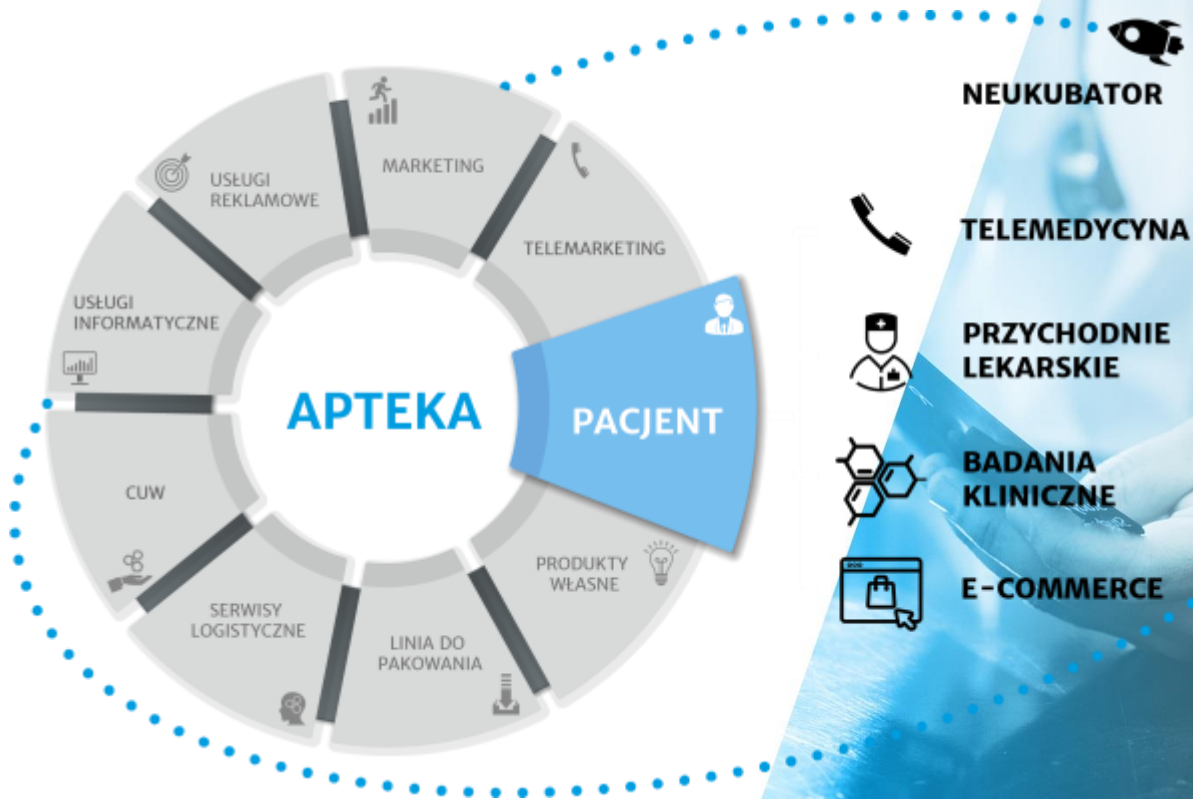 MARKETING
USŁUGI
REKLAMOWE
TELEMARKETING
USŁUGI
INFORMATYCZNE
APTEKA
PACJENT
CUW
PRODUKTY
WŁASNE
SERWISY
LOGISTYCZNE
LINIA DO
PAKOWANIA
NEUKUBATOR
TELEMEDYCYNA
PRZYCHODNIE
LEKARSKIE
BADANIA
KLINICZNE
E-COMMERCE